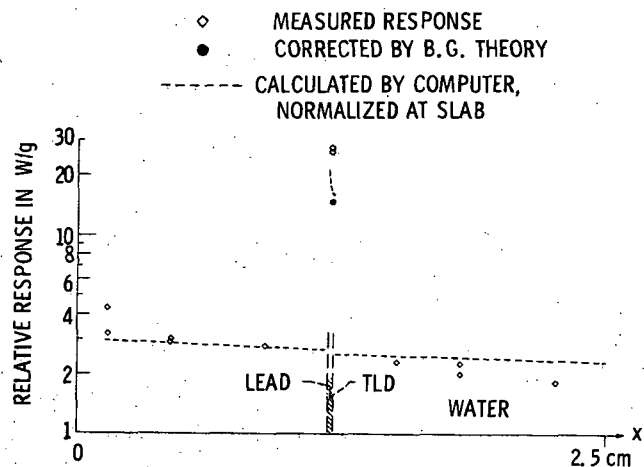 MEASURED RESPONSE
CORRECTED BY B.G. THEORY
CALCULATED BY COMPUTER,
NORMALIZED AT SLAB
RELATIVE RESPONSE IN W/g
30
20
10
8
6
4
2
1
LEAD
TLD
WATER
x
0
2.5 cm